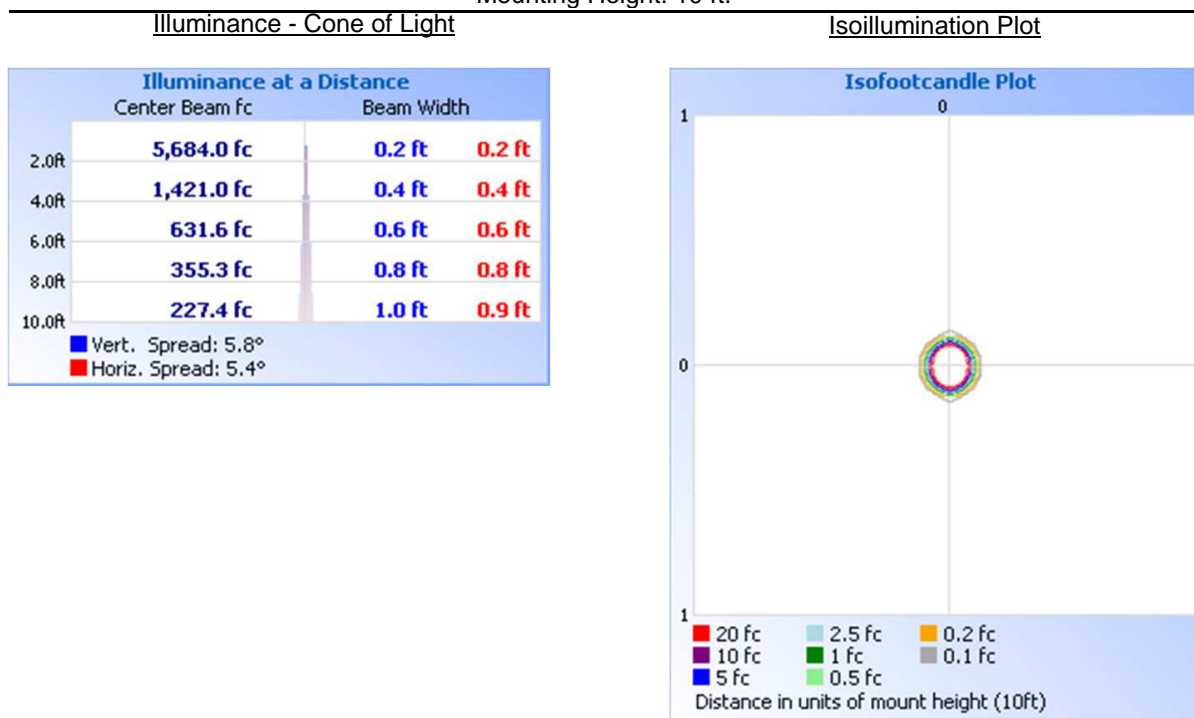 Mounting Height: 10 ft.
Illuminance - Cone of Light
Isoillumination Plot
Illuminance at a Distance
Center Beam fc Beam Width
2.0ft 5,684.0 fc 0.2 ft 0.2 ft
4.0ft 1,421.0 fc 0.4 ft 0.4 ft
6.0ft 631.6 fc 0.6 ft 0.6 ft
8.0ft 355.3 fc 0.8 ft 0.8 ft
10.0ft 227.4 fc 1.0 ft 0.9 ft
Vert. Spread: 5.8°
Horiz. Spread: 5.4°
Isofootcandle Plot
0
1
0
1
20 fc 2.5 fc 0.2 fc
10 fc 1 fc 0.1 fc
5 fc 0.5 fc
Distance in units of mount height (10ft)